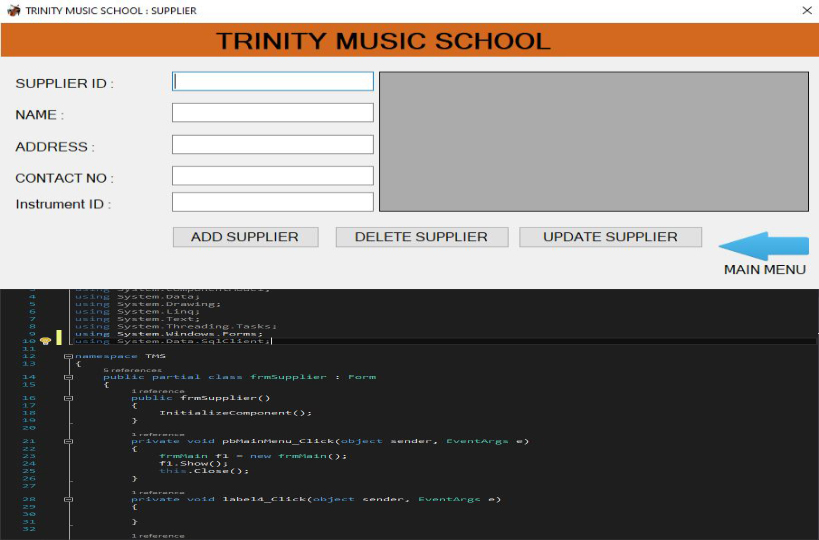 TRINITY MUSIC SCHOOL : SUPPLIER
TRINITY MUSIC SCHOOL
SUPPLIER ID :
NAME :
ADDRESS :
CONTACT NO :
Instrument ID :
ADD SUPPLIER DELETE SUPPLIER UPDATE SUPPLIER
MAIN MENU
3 using System.ComponentModel;
4 using System.Data;
5 using System.Drawing;
6 using System.Linq;
7 using System.Text;
8 using System.Threading.Tasks;
9 using System.Windows.Forms;
10 using System.Data.SqlClient;
11
12 namespace TMS
13 {
5 references
14 public partial class frmSupplier : Form
15 {
1 reference
16 public frmSupplier()
17 {
18 InitializeComponent();
19 }
20
1 reference
21 private void pbMainMenu_Click(object sender, EventArgs e)
22 {
23 frmMain f1 = new frmMain();
24 f1.Show();
25 this.Close();
26 }
27
1 reference
28 private void label4_Click(object sender, EventArgs e)
29 {
30
31 }
32
1 reference